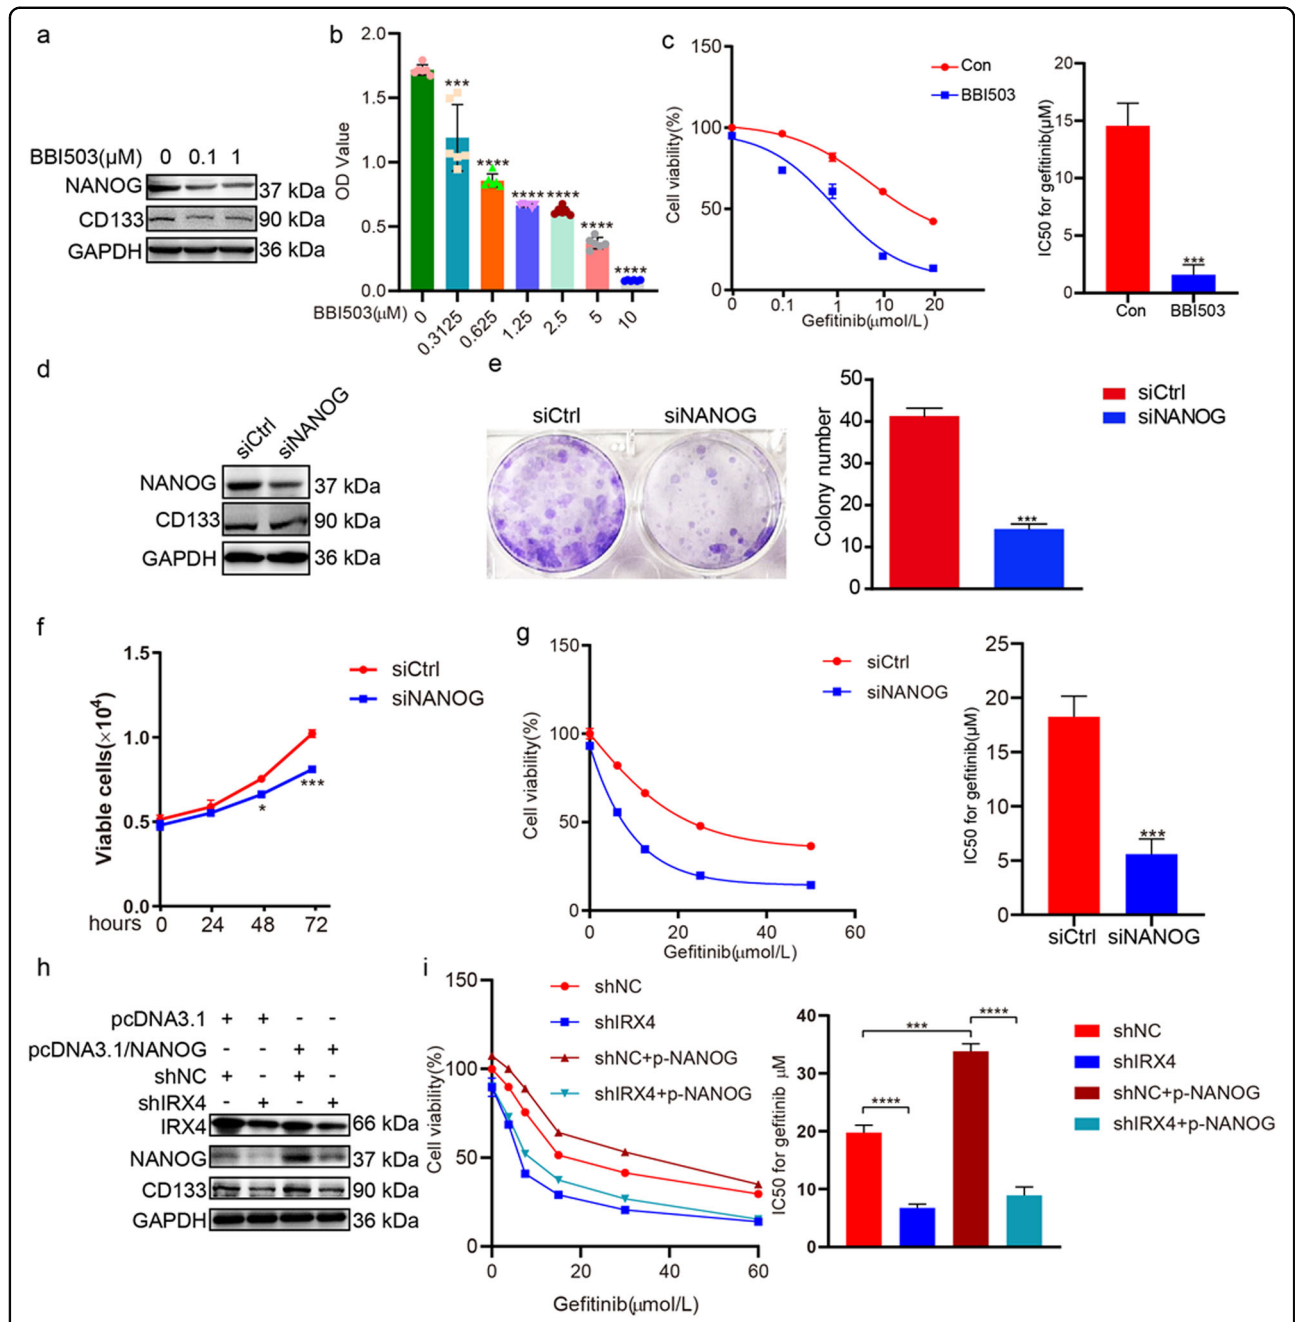 a
BBI503(μM) 0 0.1 1
NANOG 37 kDa
CD133 90 kDa
GAPDH 36 kDa
b
2.0
1.5
1.0
0.5
0.0
OD Value
***
****
****
****
****
****
BBI503(μM) 0 0.3125 0.625 1.25 2.5 5 10
c
150
100
50
0
Cell viability(%)
Con
BBI503
0 0.1 1 10 20
Gefitinib(μmol/L)
20
15
10
5
0
IC50 for gefitinib(μM)
***
Con BBI503
d
siCtrl siNANOG
NANOG 37 kDa
CD133 90 kDa
GAPDH 36 kDa
e
siCtrl siNANOG
50
40
30
20
10
0
Colony number
***
siCtrl
siNANOG
f
1.5
1.0
0.5
0.0
Viable cells(×10⁴)
siCtrl
siNANOG
*
***
hours 0 24 48 72
g
150
100
50
0
Cell viability(%)
siCtrl
siNANOG
0 20 40 60
Gefitinib(μmol/L)
25
20
15
10
5
0
IC50 for gefitinib(μM)
***
siCtrl siNANOG
h
pcDNA3.1 + + - -
pcDNA3.1/NANOG - - + +
shNC + - + -
shIRX4 - + - +
IRX4 66 kDa
NANOG 37 kDa
CD133 90 kDa
GAPDH 36 kDa
i
150
100
50
0
Cell viability(%)
shNC
shIRX4
shNC+p-NANOG
shIRX4+p-NANOG
0 20 40 60
Gefitinib(μmol/L)
40
30
20
10
0
IC50 for gefitinib μM
****
***
****
shNC
shIRX4
shNC+p-NANOG
shIRX4+p-NANOG